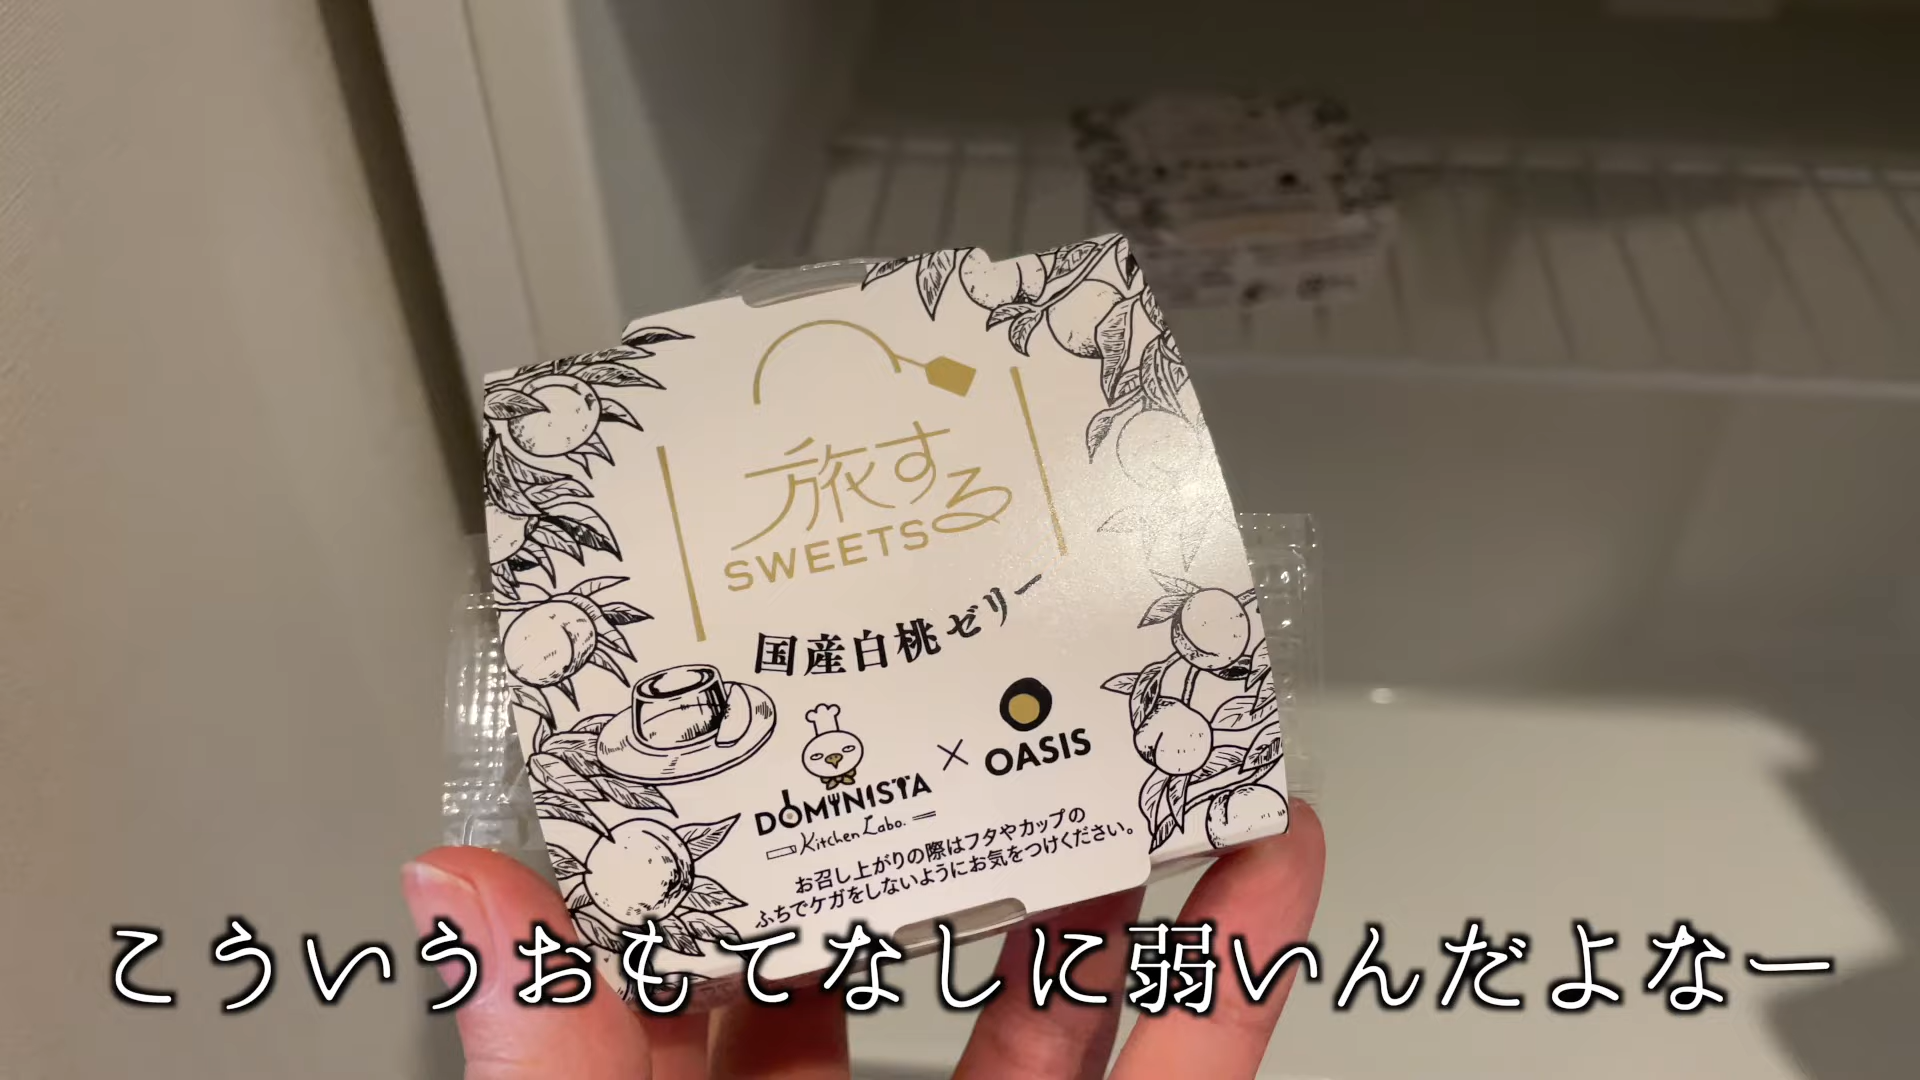 旅する
SWEETS
国産白桃ゼリー
DOMINISTA
Kitchen Labo.
×
OASIS
お召し上がりの際はフタやカップの
ふちでケガをしないようにお気をつけください。
こういうおもてなしに弱いんだよなー